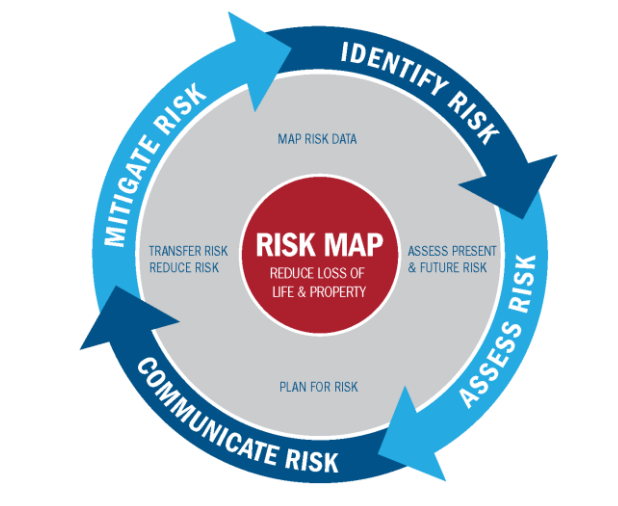 IDENTIFY RISK
MITIGATE RISK
MAP RISK DATA
RISK MAP
REDUCE LOSS OF
LIFE & PROPERTY
TRANSFER RISK
REDUCE RISK
ASSESS PRESENT
& FUTURE RISK
ASSESS RISK
PLAN FOR RISK
COMMUNICATE RISK